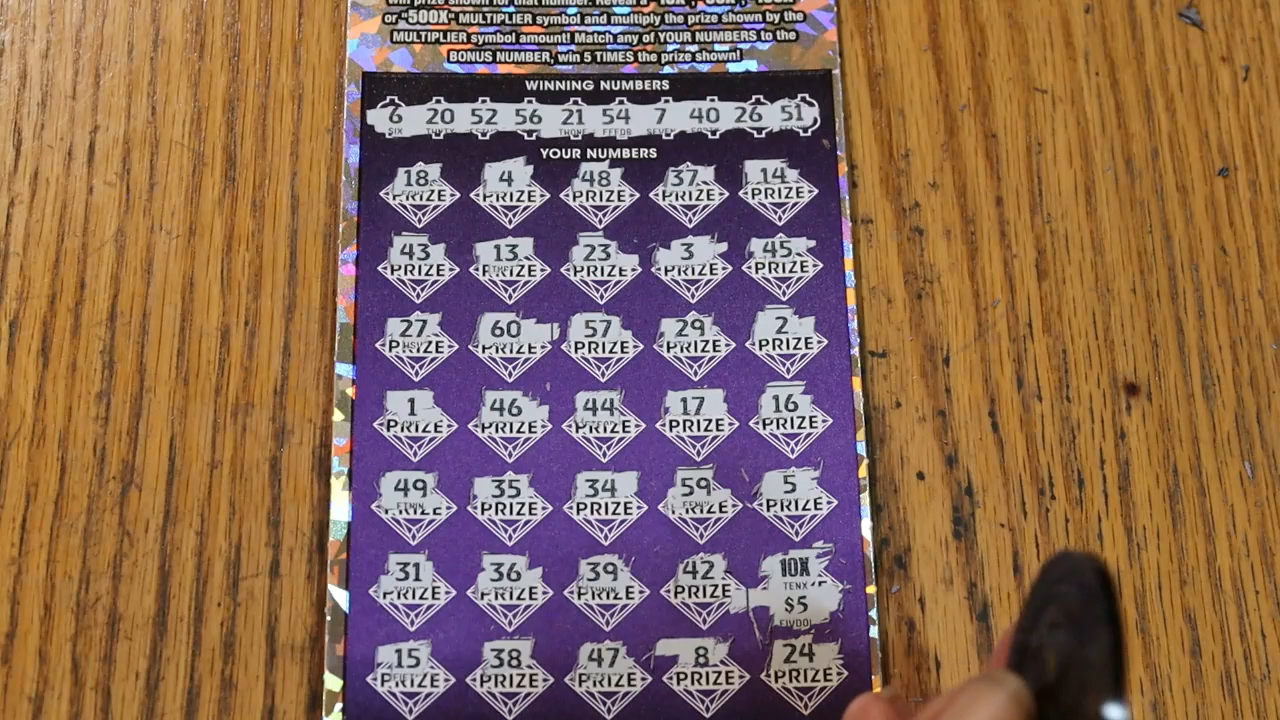 win prize shown for that number. Reveal a "10X",
or "500X" MULTIPLIER symbol and multiply the prize shown by the
MULTIPLIER symbol amount! Match any of YOUR NUMBERS to the
BONUS NUMBER, win 5 TIMES the prize shown!
WINNING NUMBERS
6 20 52 56 21 54 7 40 26 51
SIX
YOUR NUMBERS
18 4 48 37 14
PRIZE PRIZE PRIZE PRIZE PRIZE
43 13 23 3 45
PRIZE PRIZE PRIZE PRIZE PRIZE
27 60 57 29 2
PRIZE PRIZE PRIZE PRIZE PRIZE
1 46 44 17 16
PRIZE PRIZE PRIZE PRIZE PRIZE
49 35 34 59 5
PRIZE PRIZE PRIZE PRIZE PRIZE
31 36 39 42 10X
PRIZE PRIZE PRIZE PRIZE TENX
$5
FIVDOL
15 38 47 8 24
PRIZE PRIZE PRIZE PRIZE PRIZE